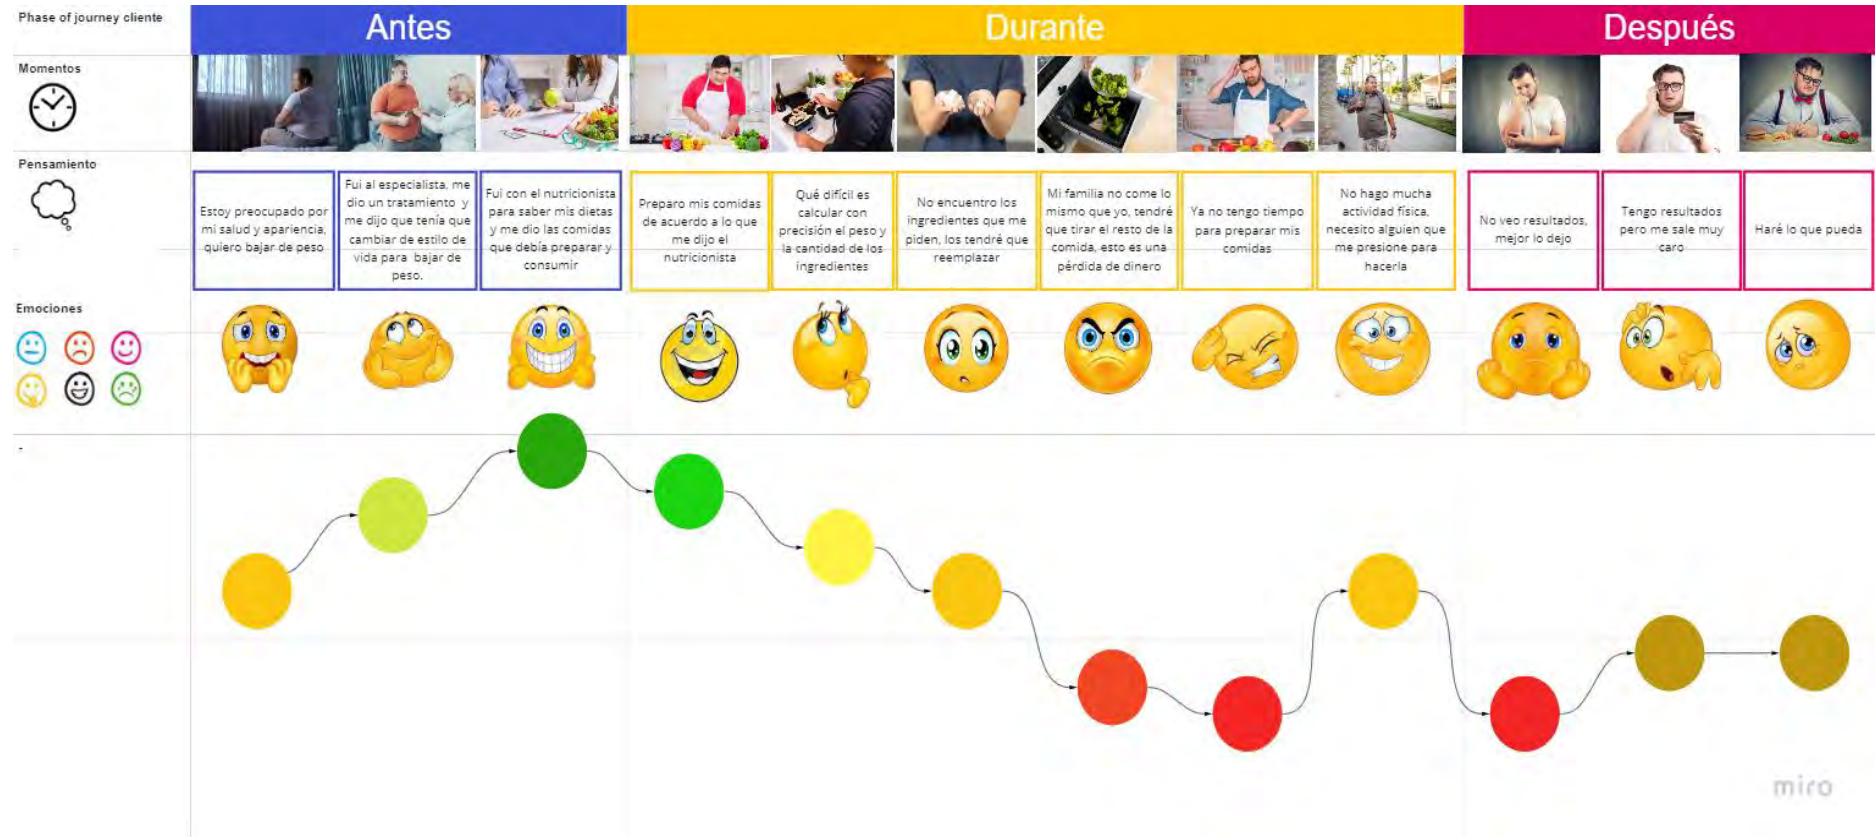 Phase of journey cliente
Antes
Durante
Después
Momentos
Pensamiento
Estoy preocupado por
mi salud y apariencia,
quiero bajar de peso
Fui al especialista, me
dio un tratamiento y
me dijo que tenía que
cambiar de estilo de
vida para bajar de
peso.
Fui con el nutricionista
para saber mis dietas
y me dio las comidas
que debía preparar y
consumir
Preparo mis comidas
de acuerdo a lo que
me dijo el
nutricionista
Qué difícil es
calcular con
precisión el peso y
la cantidad de los
ingredientes
No encuentro los
ingredientes que me
piden, los tendré que
reemplazar
Mi familia no come lo
mismo que yo, tendré
que tirar el resto de la
comida, esto es una
pérdida de dinero
Ya no tengo tiempo
para preparar mis
comidas
No hago mucha
actividad física,
necesito alguien que
me presione para
hacerla
No veo resultados,
mejor lo dejo
Tengo resultados
pero me sale muy
caro
Haré lo que pueda
Emociones
-
miro